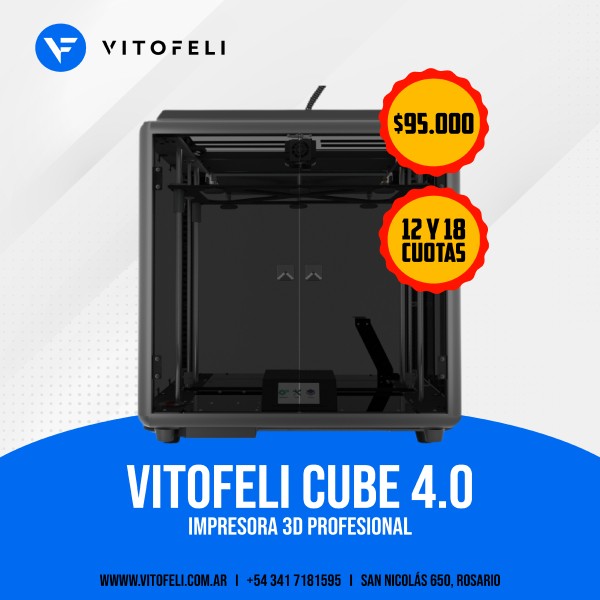 VITOFELI
$95.000
12 Y 18
CUOTAS
VITOFELI CUBE 4.0
IMPRESORA 3D PROFESIONAL
WWWW.VITOFELI.COM.AR I +54 341 7181595 I SAN NICOLÁS 650, ROSARIO